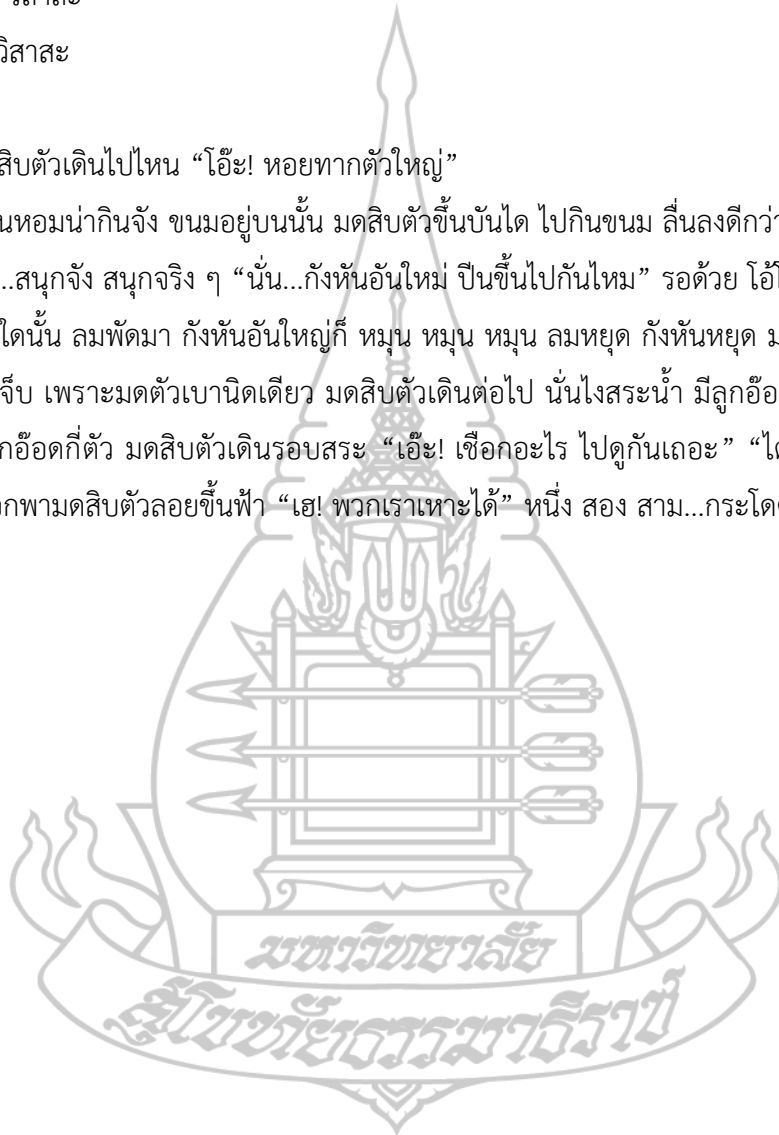 วิสาสะ
วิสาสะ
สิบตัวเดินไปไหน “โอ๊ะ! หอยทากตัวใหญ่”
นหอมน่ากินจัง ขนมอยู่บนนั้น มดสิบตัวขึ้นบันได ไปกินขนม ลื่นลงดีกว่า
...สนุกจัง สนุกจริง ๆ “นั่น...กังหันอันใหม่ ปีนขึ้นไปกันไหม” รอด้วย
ใดนั้น ลมพัดมา กังหันอันใหญ่ก็ หมุน หมุน หมุน ลมหยุด กังหันหยุด
จ็บ เพราะมดตัวเบานิดเดียว มดสิบตัวเดินต่อไป นั่นไงสระน้ำ มีลูกอ๊อ
กอ๊อดกี่ตัว มดสิบตัวเดินรอบสระ “เอ๊ะ! เชือกอะไร ไปดูกันเถอะ”
อกพามดสิบตัวลอยขึ้นฟ้า “เฮ! พวกเราเหาะได้” หนึ่ง สอง สาม...กระโดด
มหาวิทยาลัย
สุโขทัยธรรมาธิราช